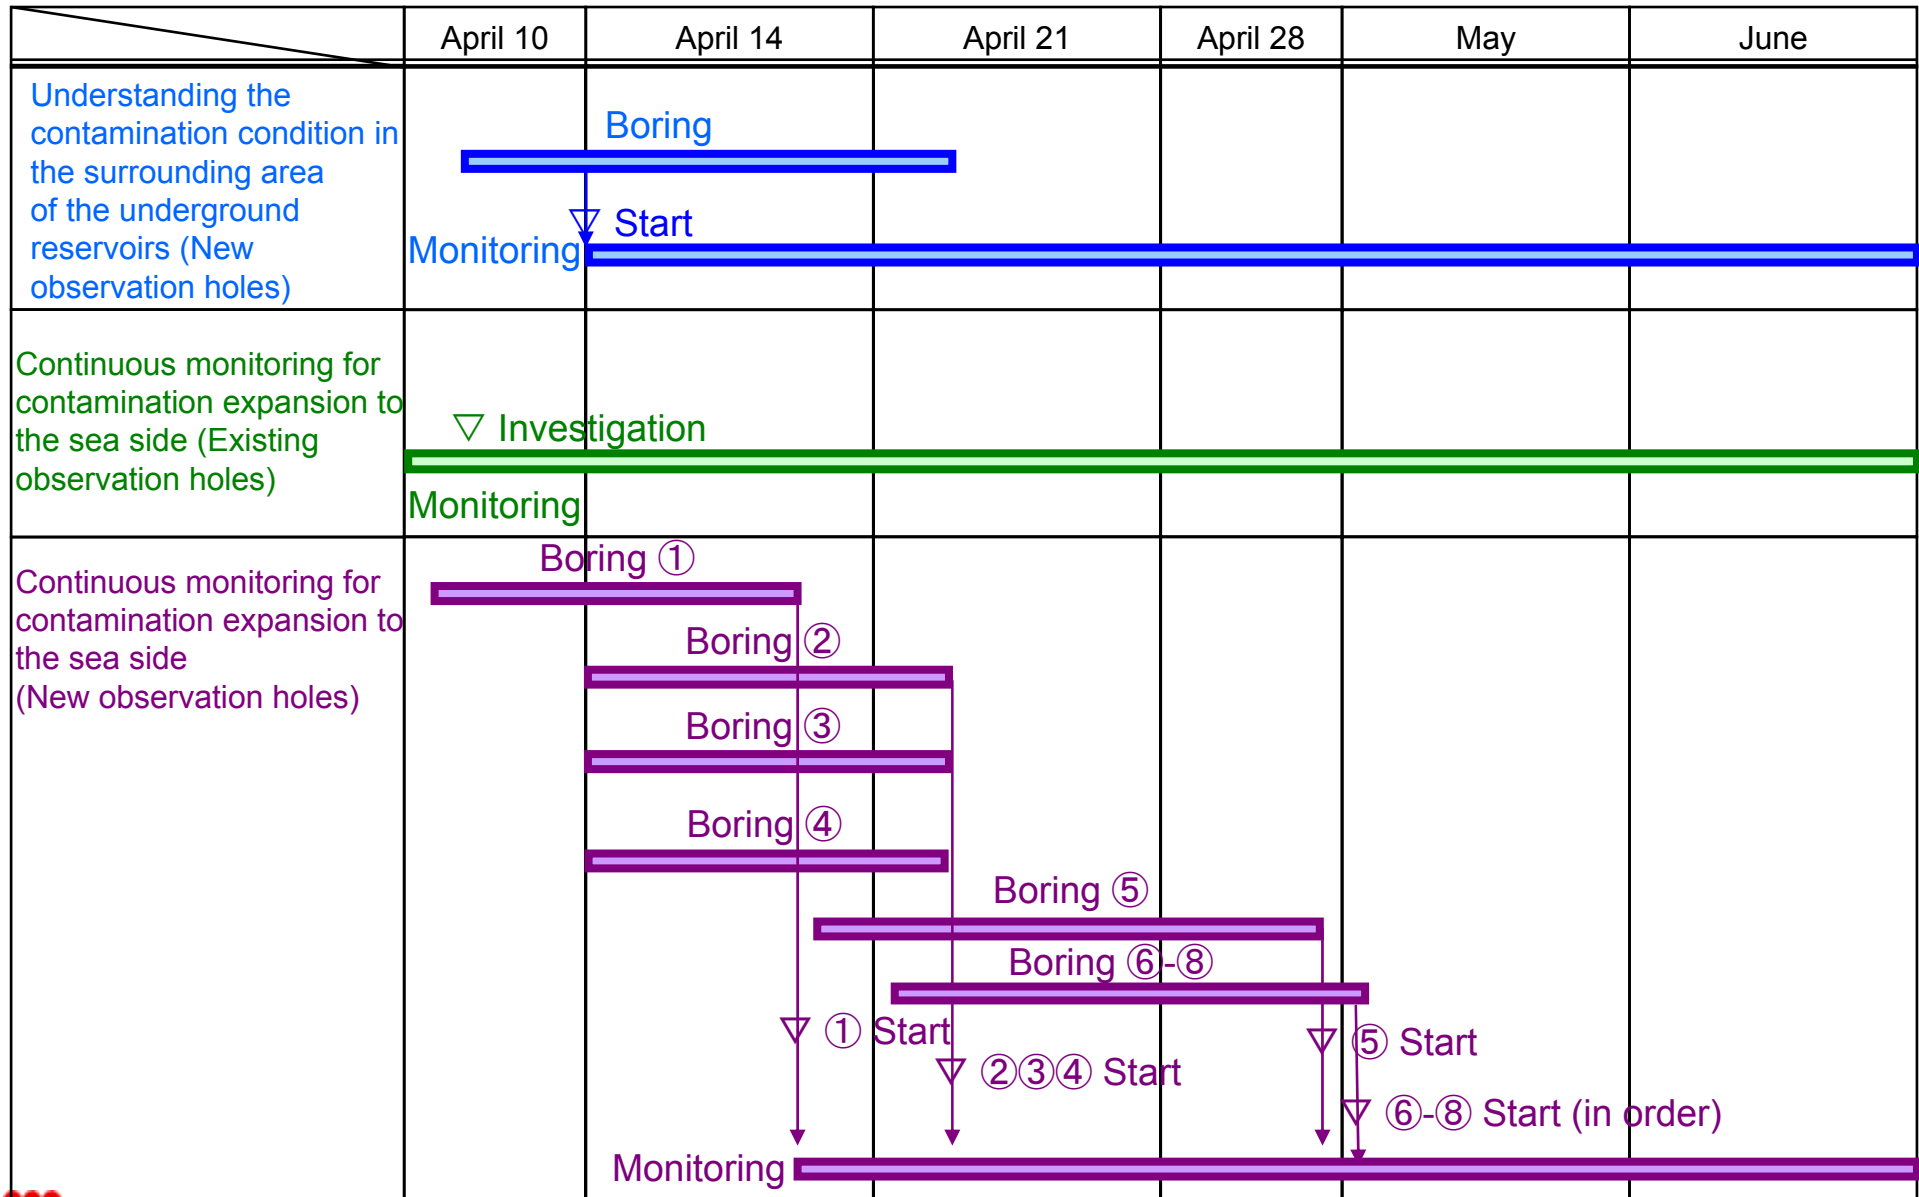 April 10 April 14 April 21 April 28 May June
Understanding the
contamination condition in
the surrounding area
of the underground
reservoirs (New
observation holes)
Boring
▽ Start
Monitoring
Continuous monitoring for
contamination expansion to
the sea side (Existing
observation holes)
▽ Investigation
Monitoring
Continuous monitoring for
contamination expansion to
the sea side
(New observation holes)
Boring ①
Boring ②
Boring ③
Boring ④
Boring ⑤
Boring ⑥-⑧
▽ ① Start
▽ ⑤ Start
▽ ②③④ Start
▽ ⑥-⑧ Start (in order)
Monitoring